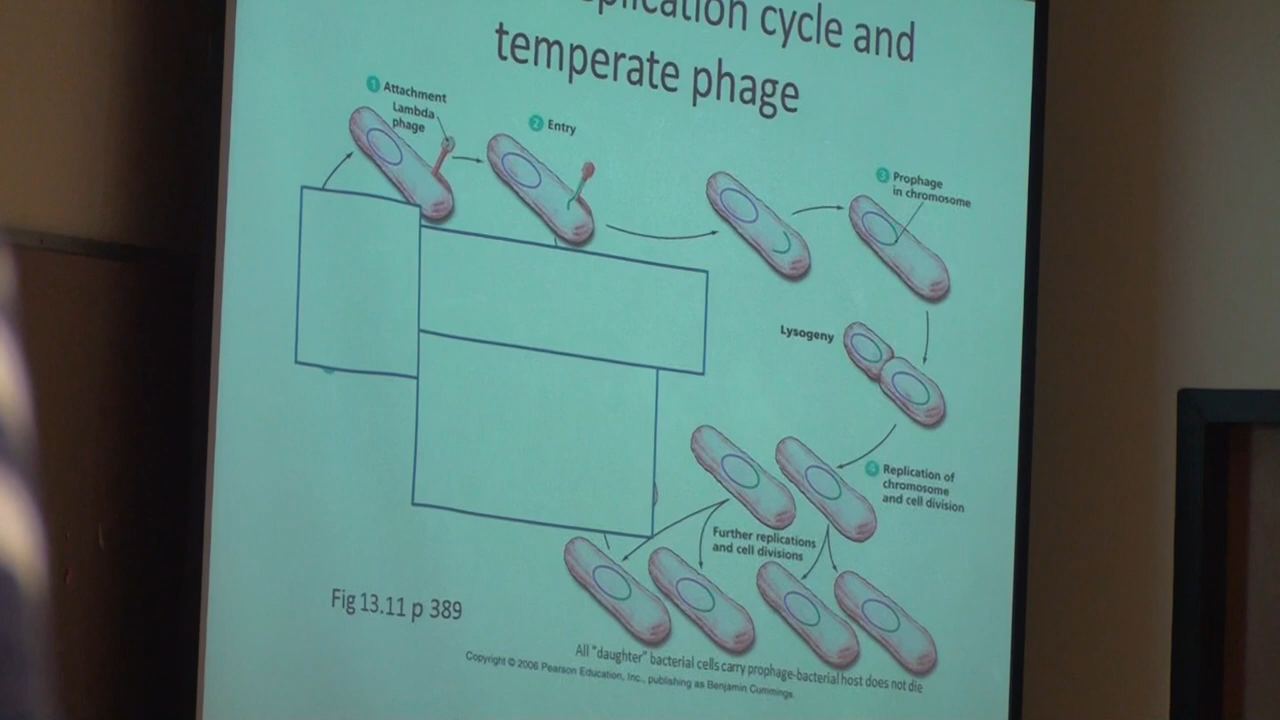 cycle and
temperate phage
1 Attachment
Lambda
phage
2 Entry
3 Prophage
in chromosome
Lysogeny
4 Replication of
chromosome
and cell division
Further replications
and cell divisions
Fig 13.11 p 389
All "daughter" bacterial cells carry prophage-bacterial host does not die
Copyright © 2006 Pearson Education, Inc., publishing as Benjamin Cummings.